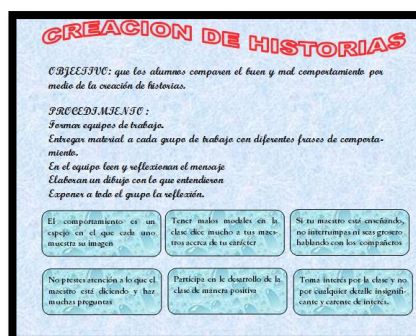 CREACION DE HISTORIAS
OBJETIVO: que los alumnos comparen el buen y mal comportamiento por
medio de la creación de historias.
PROCEDIMIENTO :
Formar equipos de trabajo.
Entregar material a cada grupo de trabajo con diferentes frases de comporta-
miento.
En el equipo leen y reflexionan el mensaje
Elaboran un dibujo con lo que entendieron
Exponer a todo el grupo la reflexión.
El comportamiento es un
espejo en el que cada uno
muestra su imagen
Tener malos modales en la
clase dice mucho a tus maes-
tros acerca de tu carácter
Si tu maestro está enseñando,
no interrumpas ni seas grosero
hablando con los compañeros
No prestes atención a lo que el
maestro está diciendo y haz
muchas preguntas
Participa en le desarrollo de la
clase de manera positiva
Toma interés por la clase y no
por cualquier detalle insignifi-
cante y carente de interés.